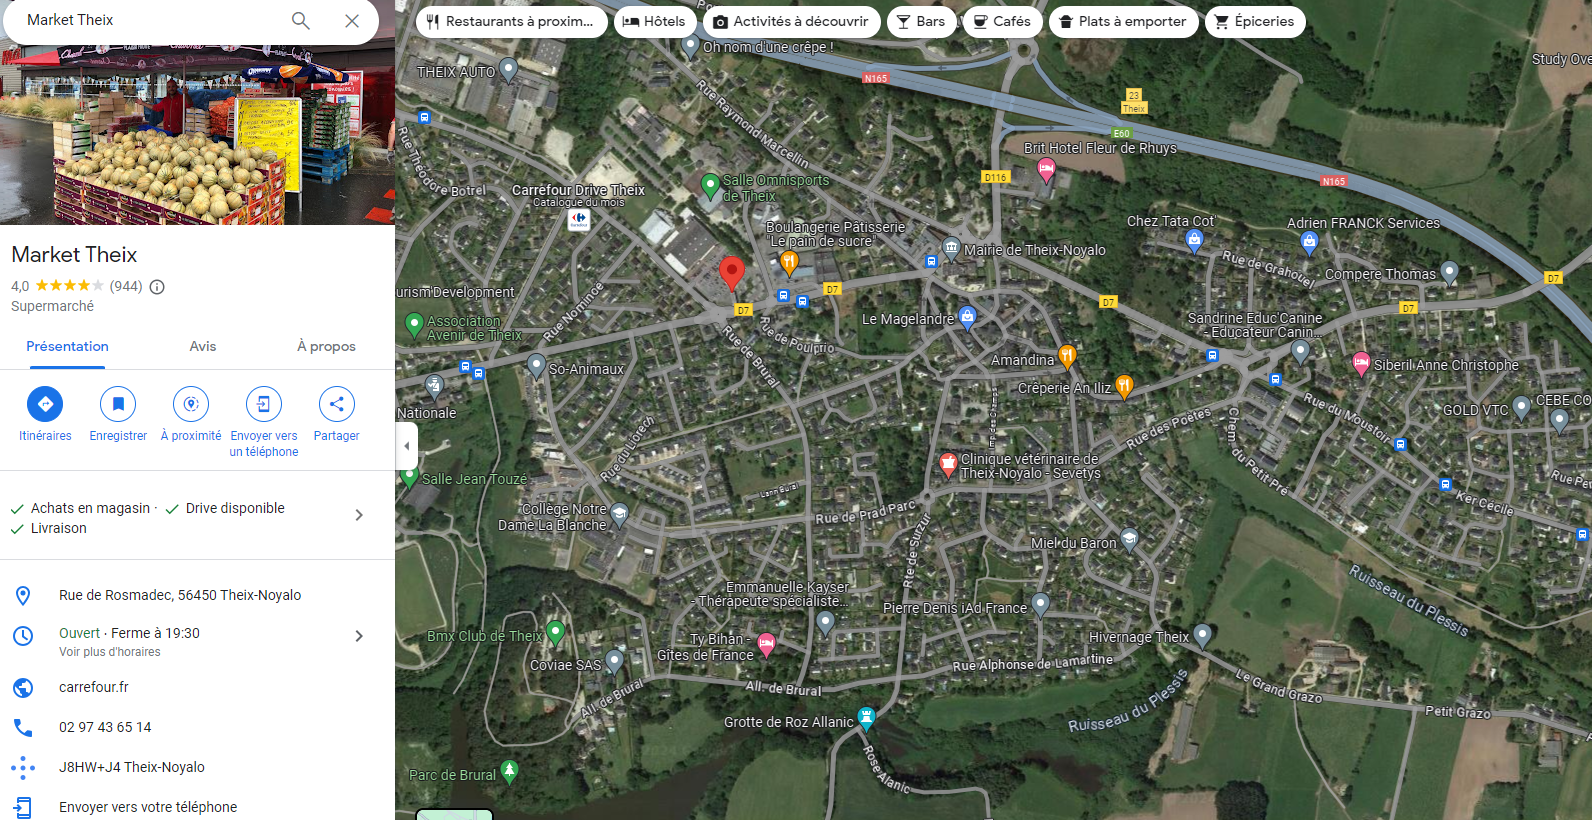 Market Theix
Market Theix
4,0 (944)
Supermarché
Présentation
Avis
À propos
Itinéraires
Enregistrer
À proximité
Envoyer vers
un téléphone
Partager
Achats en magasin · Drive disponible
Livraison
Rue de Rosmadec, 56450 Theix-Noyalo
Ouvert · Ferme à 19:30
Voir plus d'horaires
carrefour.fr
02 97 43 65 14
J8HW+J4 Theix-Noyalo
Envoyer vers votre téléphone
Restaurants à proxim...
Hôtels
Activités à découvrir
Bars
Cafés
Plats à emporter
Épiceries
Oh nom d'une crêpe !
THEIX AUTO
Study Ove
N165
23
Theix
E60
Rue Raymond Marcellin
Rue Théodore Botrel
Brit Hotel Fleur de Rhuys
D116
N165
Carrefour Drive Theix
Catalogue du mois
Salle Omnisports
de Theix
Boulangerie Pâtisserie
"Le pain de sucre"
Mairie de Theix-Noyalo
Chez Tata Cot'
Adrien FRANCK Services
Rue de Grahouel
Compere Thomas
D7
urism Development
Rue Nominoe
D7
D7
D7
D7
Association
Avenir de Theix
Rue de Brural
Rue de Poulprio
Le Magelandre
Sandrine Educ'Canine
- Educateur Canin...
So-Animaux
Amandina
Crêperie An Iliz
Siberil Anne Christophe
Nationale
GOLD VTC
CEBE CO
Rue du Moustoir
Rue des Poètes
Chem. du Petit Pré
Rue du Liorech
Clinique vétérinaire de
Theix-Noyalo - Sevetys
Salle Jean Touzé
Lann Brural
Rue Pe
Ker Cécile
Collège Notre
Dame La Blanche
Rue de Prad Parc
Rte de Surzur
Miel du Baron
Ruisseau du Plessis
Emmanuelle Kayser
- Thérapeute spécialiste...
Pierre Denis iAd France
Bmx Club de Theix
Ty Bihan -
Gîtes de France
Hivernage Theix
Coviae SAS
Rue Alphonse de Lamartine
All. de Brural
All. de Brural
Le Grand Grazo
Petit Grazo
Ruisseau du Plessis
Grotte de Roz Allanic
Rose Alanic
Parc de Brural